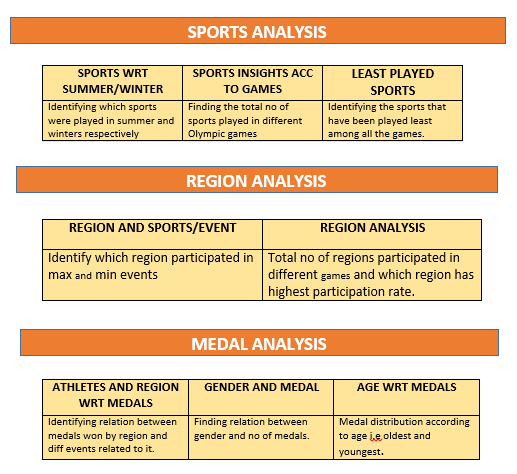 SPORTS ANALYSIS
SPORTS WRT
SUMMER/WINTER
SPORTS INSIGHTS ACC
TO GAMES
LEAST PLAYED
SPORTS
Identifying which sports
were played in summer and
winters respectively
Finding the total no of
sports played in different
Olympic games
Identifying the sports that
have been played least
among all the games.
REGION ANALYSIS
REGION AND SPORTS/EVENT
REGION ANALYSIS
Identify which region participated in
max and min events
Total no of regions participated in
different games and which region has
highest participation rate.
MEDAL ANALYSIS
ATHLETES AND REGION
WRT MEDALS
GENDER AND MEDAL
AGE WRT MEDALS
Identifying relation between
medals won by region and
diff events related to it.
Finding relation between
gender and no of medals.
Medal distribution according
to age i,e oldest and
youngest.